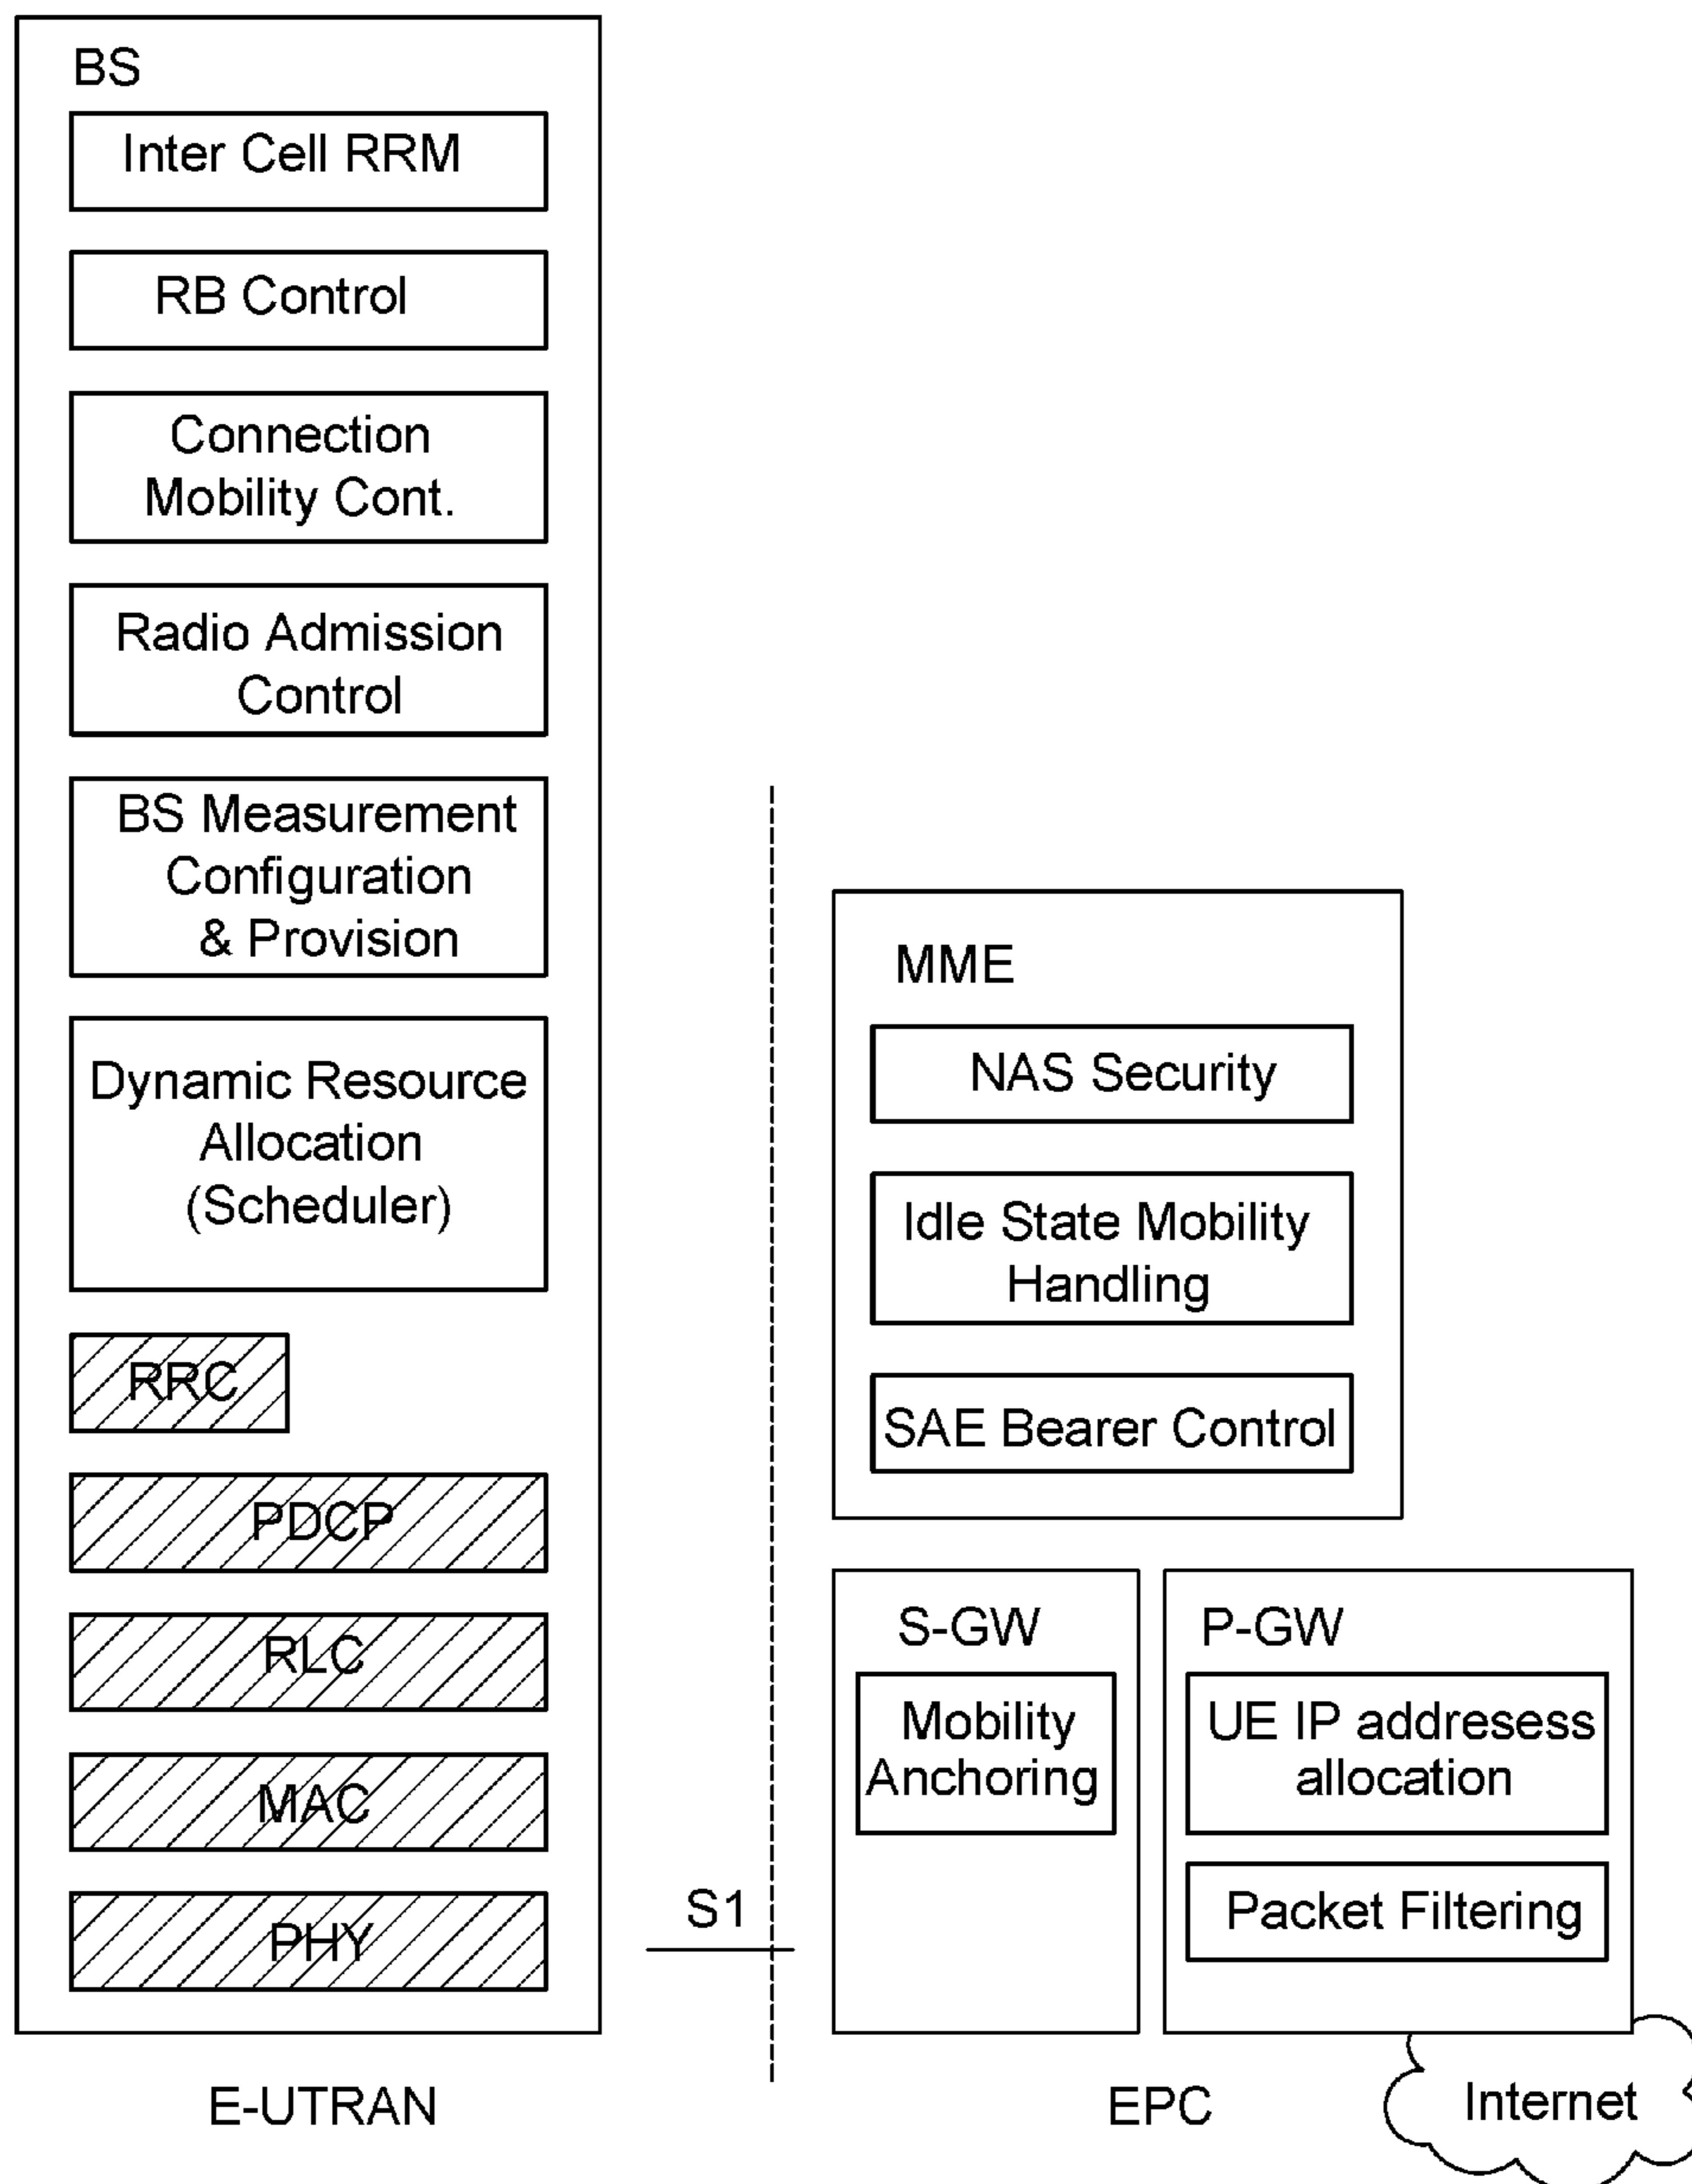 BS
Inter Cell RRM
RB Control
Connection
Mobility Cont.
Radio Admission
Control
BS Measurement
Configuration
& Provision
Dynamic Resource
Allocation
(Scheduler)
RRC
PDCP
RLC
MAC
PHY
E-UTRAN
S1
MME
NAS Security
Idle State Mobility
Handling
SAE Bearer Control
S-GW
Mobility
Anchoring
P-GW
UE IP addresess
allocation
Packet Filtering
EPC
Internet